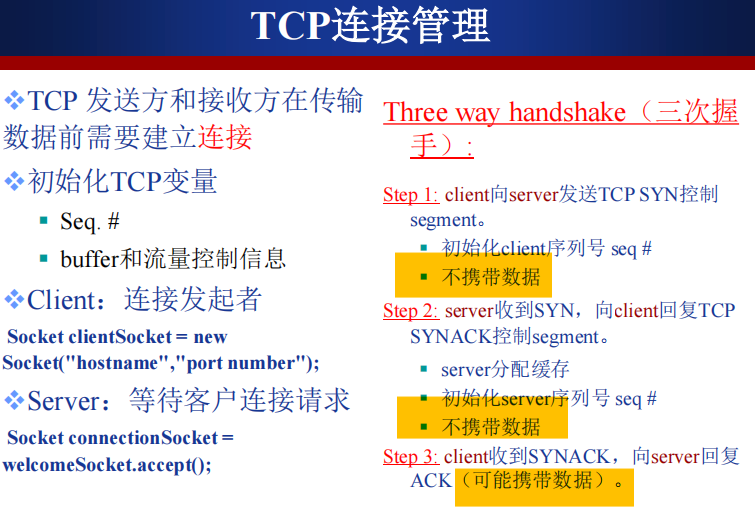 TCP连接管理
TCP 发送方和接收方在传输
数据前需要建立连接
初始化TCP变量
Seq. #
buffer和流量控制信息
Client：连接发起者
Socket clientSocket = new
Socket("hostname","port number");
Server：等待客户连接请求
Socket connectionSocket =
welcomeSocket.accept();
Three way handshake（三次握
手）:
Step 1: client向server发送TCP SYN控制
segment。
初始化client序列号 seq #
不携带数据
Step 2: server收到SYN，向client回复TCP
SYNACK控制segment。
server分配缓存
初始化server序列号 seq #
不携带数据
Step 3: client收到SYNACK，向server回复
ACK（可能携带数据）。